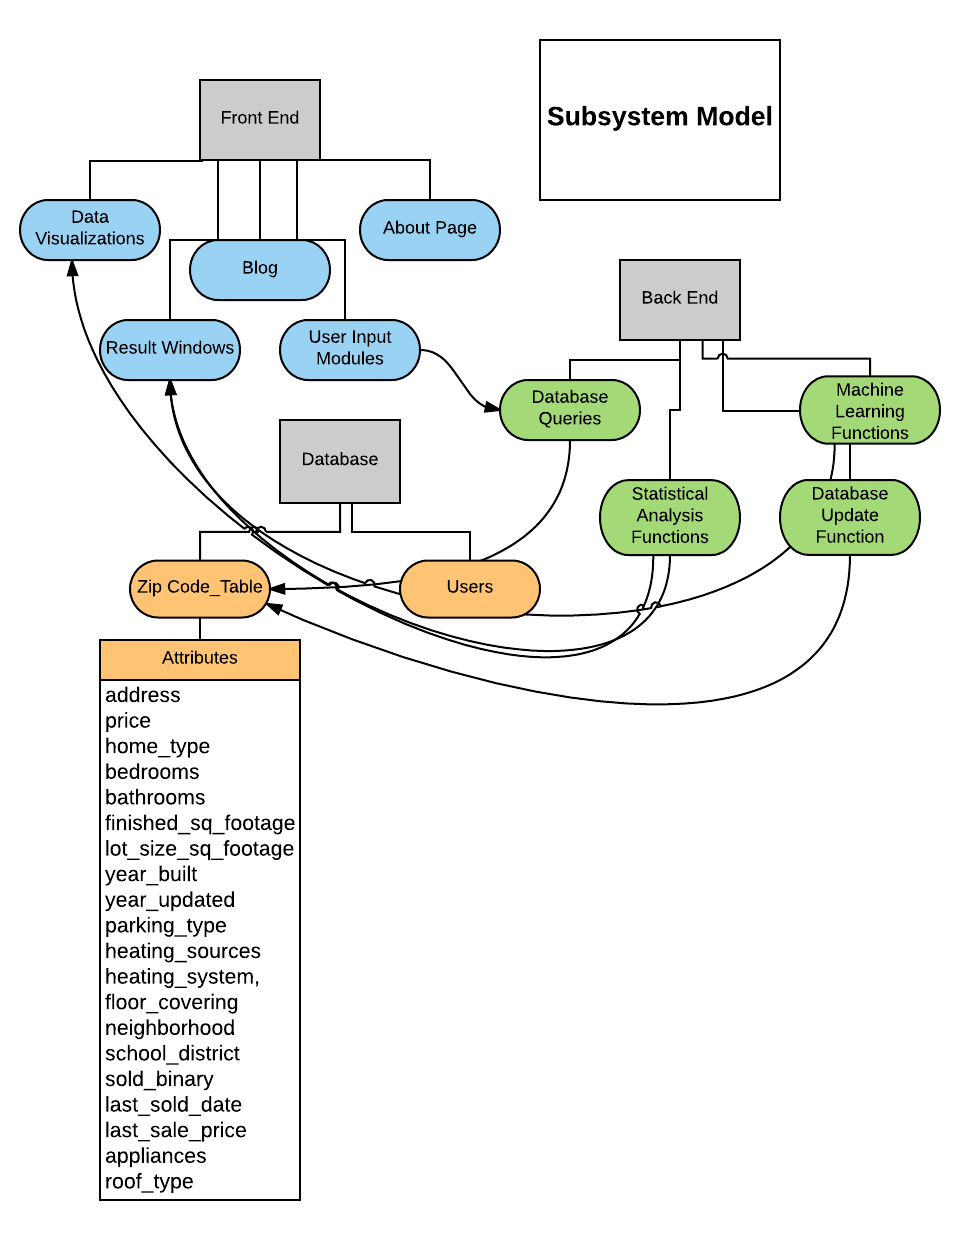 Subsystem Model
Front End
Data
Visualizations
About Page
Blog
Result Windows
User Input
Modules
Back End
Database
Queries
Machine
Learning
Functions
Statistical
Analysis
Functions
Database
Update
Function
Database
Zip Code_Table
Users
Attributes
address
price
home_type
bedrooms
bathrooms
finished_sq_footage
lot_size_sq_footage
year_built
year_updated
parking_type
heating_sources
heating_system,
floor_covering
neighborhood
school_district
sold_binary
last_sold_date
last_sale_price
appliances
roof_type